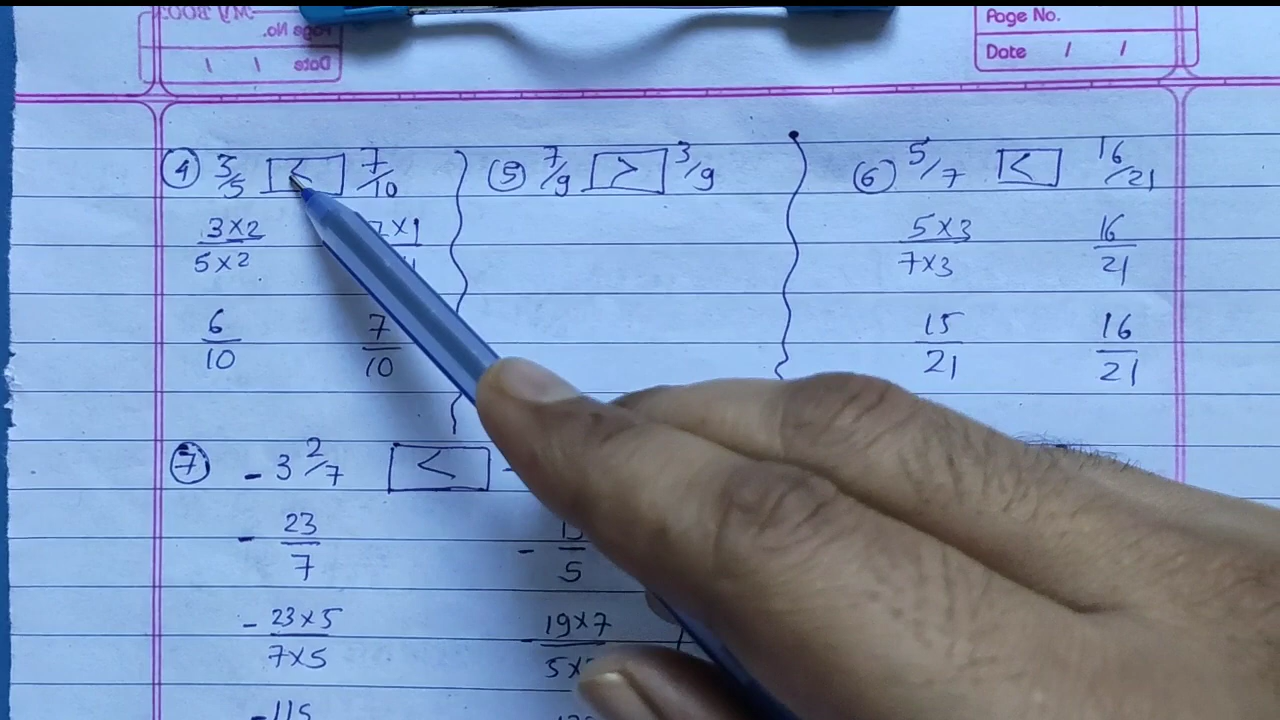 Page No.
Date / /
④ 3/5 < 7/10
3×2/5×2 7×1
6/10 7/10
⑤ 7/9 > 3/9
⑥ 5/7 < 16/21
5×3/7×3 16/21
15/21 16/21
⑦ - 3 2/7 < -
- 23/7 -
- 23×5/7×5 - 19×7
-115